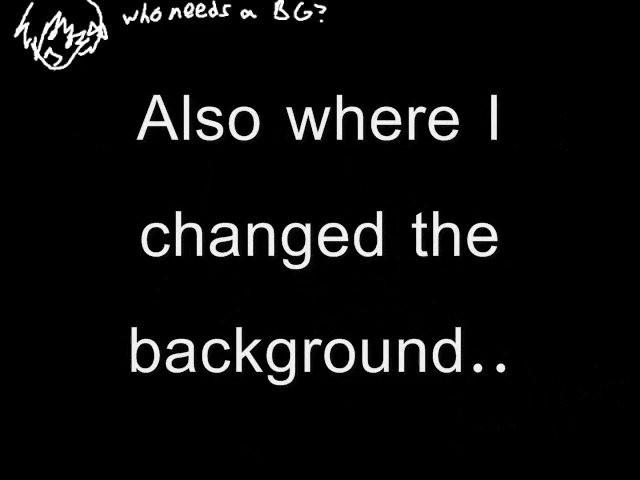 who needs a BG?
Also where I
changed the
background..